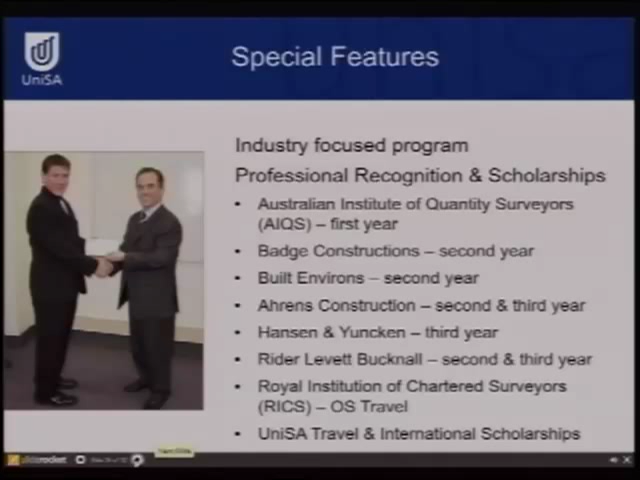 UniSA
Special Features
Industry focused program
Professional Recognition & Scholarships
• Australian Institute of Quantity Surveyors
(AIQS) – first year
• Badge Constructions – second year
• Built Environs – second year
• Ahrens Construction – second & third year
• Hansen & Yuncken – third year
• Rider Levett Bucknall – second & third year
• Royal Institution of Chartered Surveyors
(RICS) – OS Travel
• UniSA Travel & International Scholarships
sliderocket